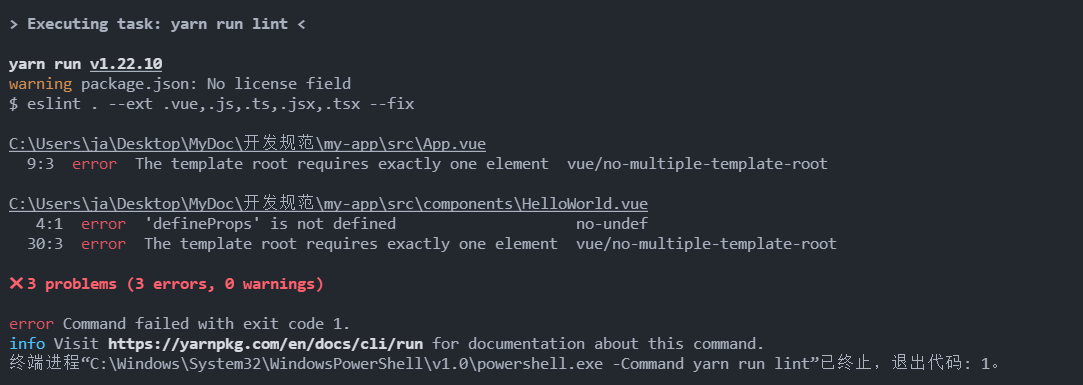 > Executing task: yarn run lint <
yarn run v1.22.10
warning package.json: No license field
$ eslint . --ext .vue,.js,.ts,.jsx,.tsx --fix
C:\Users\ja\Desktop\MyDoc\开发规范\my-app\src\App.vue
9:3 error The template root requires exactly one element vue/no-multiple-template-root
C:\Users\ja\Desktop\MyDoc\开发规范\my-app\src\components\HelloWorld.vue
4:1 error 'defineProps' is not defined no-undef
30:3 error The template root requires exactly one element vue/no-multiple-template-root
❌ 3 problems (3 errors, 0 warnings)
error Command failed with exit code 1.
info Visit https://yarnpkg.com/en/docs/cli/run for documentation about this command.
终端进程“C:\Windows\System32\WindowsPowerShell\v1.0\powershell.exe -Command yarn run lint”已终止，退出代码: 1。